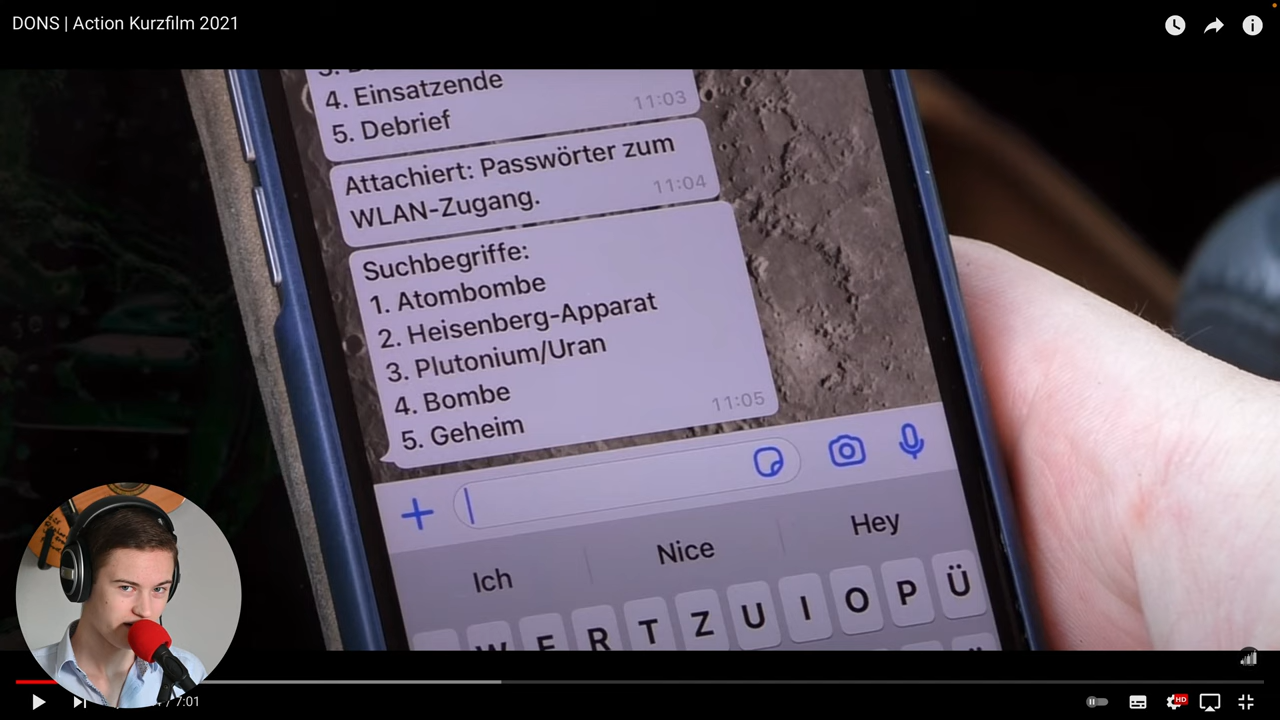 DONS | Action Kurzfilm 2021
4. Einsatzende
5. Debrief
11:03
Attachiert: Passwörter zum
WLAN-Zugang.
11:04
Suchbegriffe:
1. Atombombe
2. Heisenberg-Apparat
3. Plutonium/Uran
4. Bombe
5. Geheim
11:05
Ich
Nice
Hey
W E R T Z U I O P Ü
/ 7:01
HD